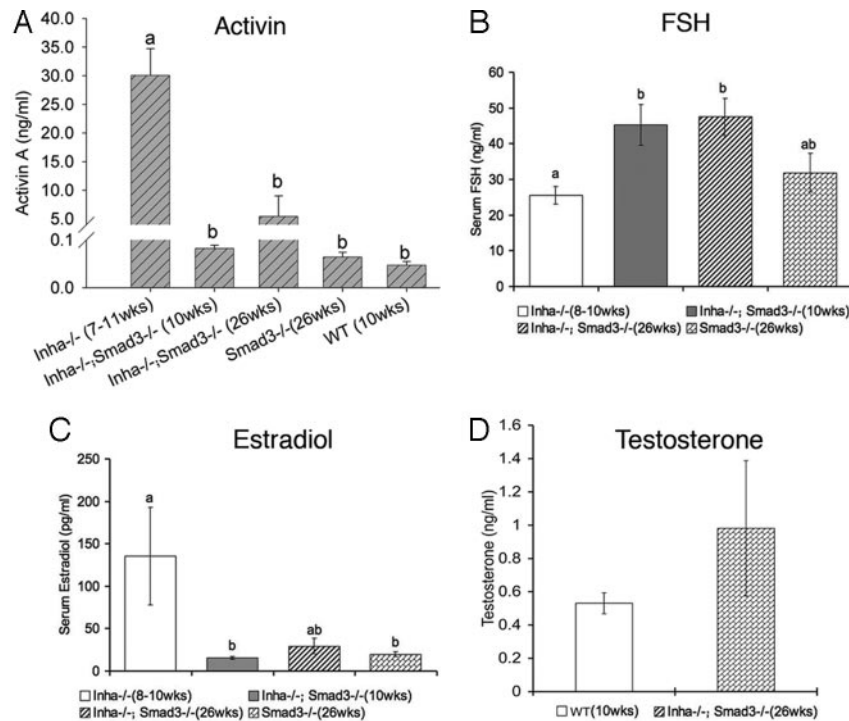 A
Activin
Activin A (ng/ml)
40.0
35.0
30.0
25.0
20.0
15.0
10.0
5.0
0.1
0.0
a
b
b
b
b
Inha-/- (7-11wks)
Inha-/-;Smad3-/- (10wks)
Inha-/-;Smad3-/- (26wks)
Smad3-/-(26wks)
WT (10wks)
B
FSH
Serum FSH (ng/ml)
60
50
40
30
20
10
0
a
b
b
ab
Inha-/-(8-10wks)
Inha-/-; Smad3-/-(10wks)
Inha-/-; Smad3-/-(26wks)
Smad3-/-(26wks)
C
Estradiol
Serum Estradiol (pg/ml)
250
200
150
100
50
0
a
b
ab
b
Inha-/-(8-10wks)
Inha-/-; Smad3-/-(10wks)
Inha-/-; Smad3-/-(26wks)
Smad3-/-(26wks)
D
Testosterone
Testosterone (ng/ml)
1.6
1.4
1.2
1
0.8
0.6
0.4
0.2
0
WT(10wks)
Inha-/-; Smad3-/-(26wks)